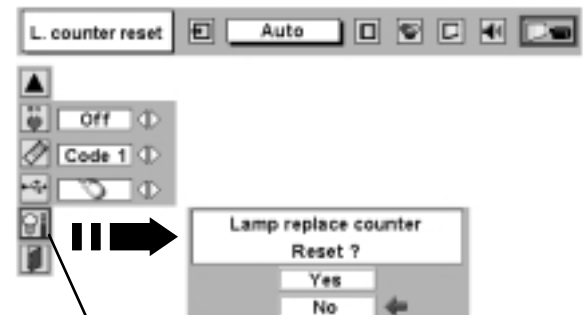 L. counter reset
Auto
Off
Code 1
Lamp replace counter
Reset ?
Yes
No